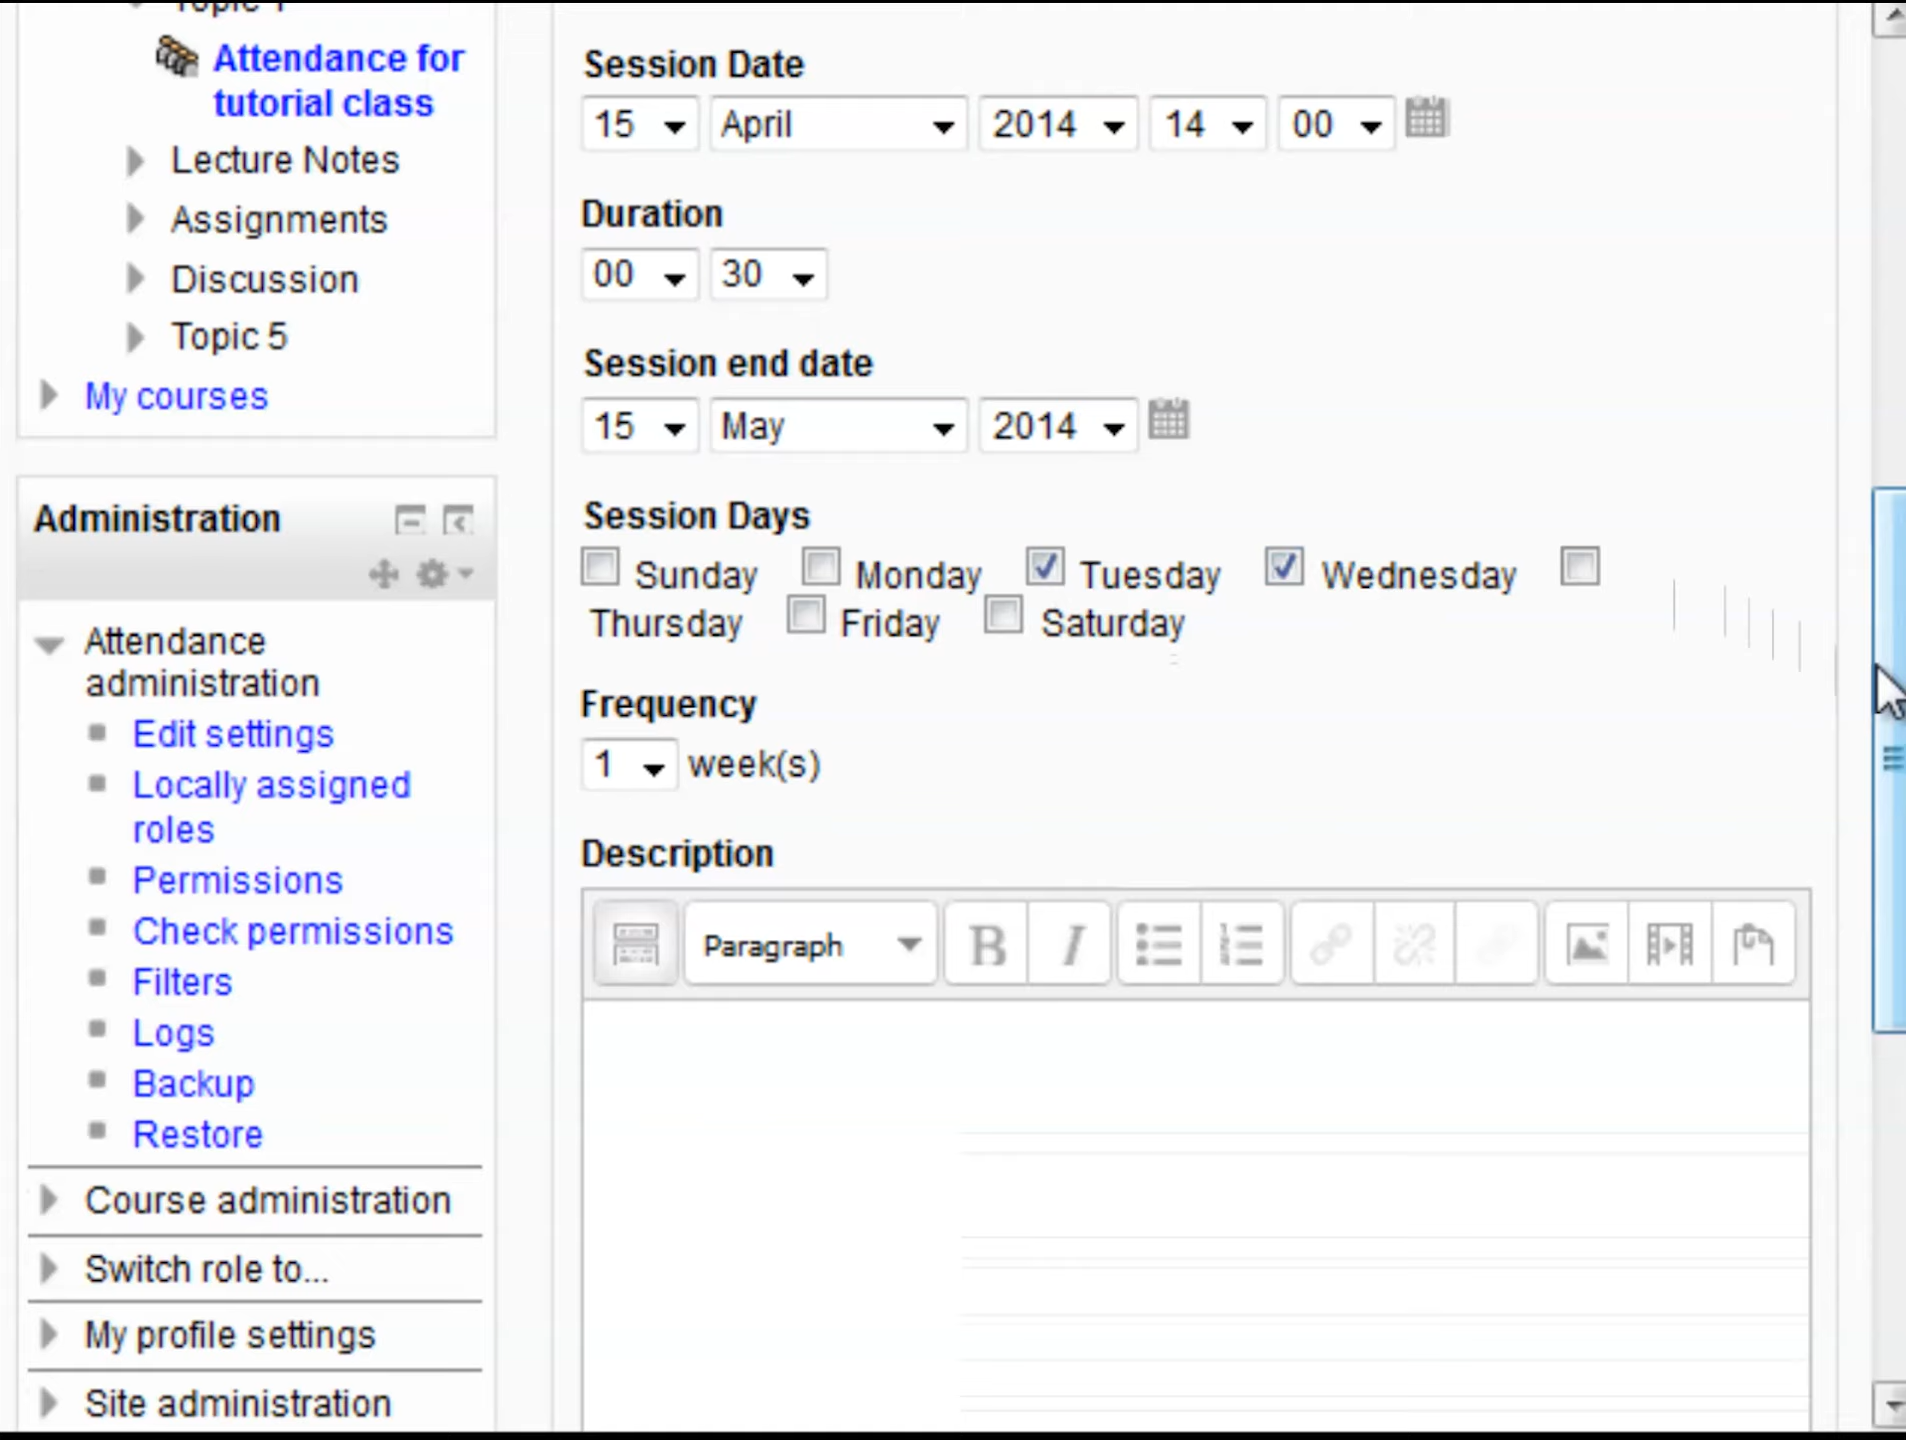 Topic 1
Attendance for
tutorial class
Lecture Notes
Assignments
Discussion
Topic 5
My courses
Administration
Attendance
administration
Edit settings
Locally assigned
roles
Permissions
Check permissions
Filters
Logs
Backup
Restore
Course administration
Switch role to...
My profile settings
Site administration
Session Date
15 April 2014 14 00
Duration
00 30
Session end date
15 May 2014
Session Days
Sunday Monday Tuesday Wednesday
Thursday Friday Saturday
Frequency
1 week(s)
Description
Paragraph B I